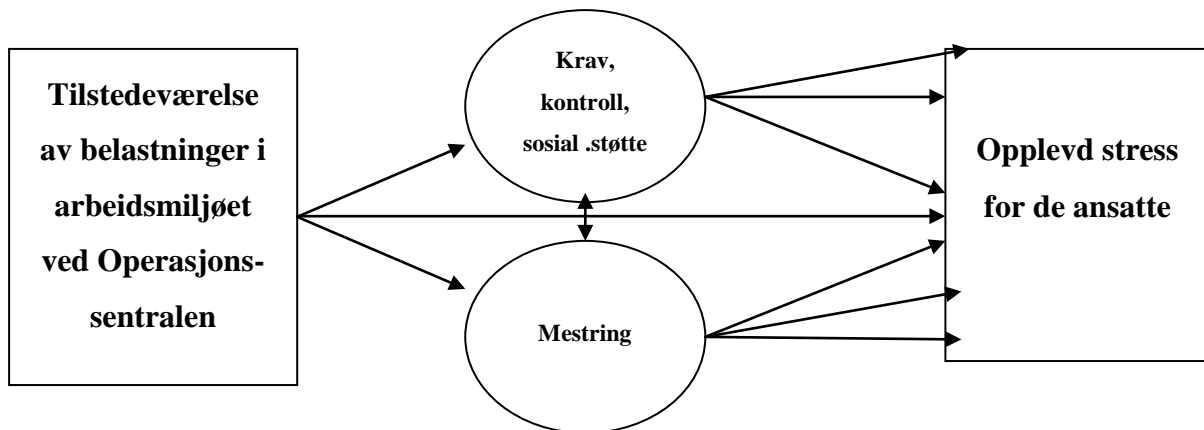 Tilstedeværelse
av belastninger i
arbeidsmiljøet
ved Operasjons-
sentralen
Krav,
kontroll,
sosial .støtte
Mestring
Opplevd stress
for de ansatte